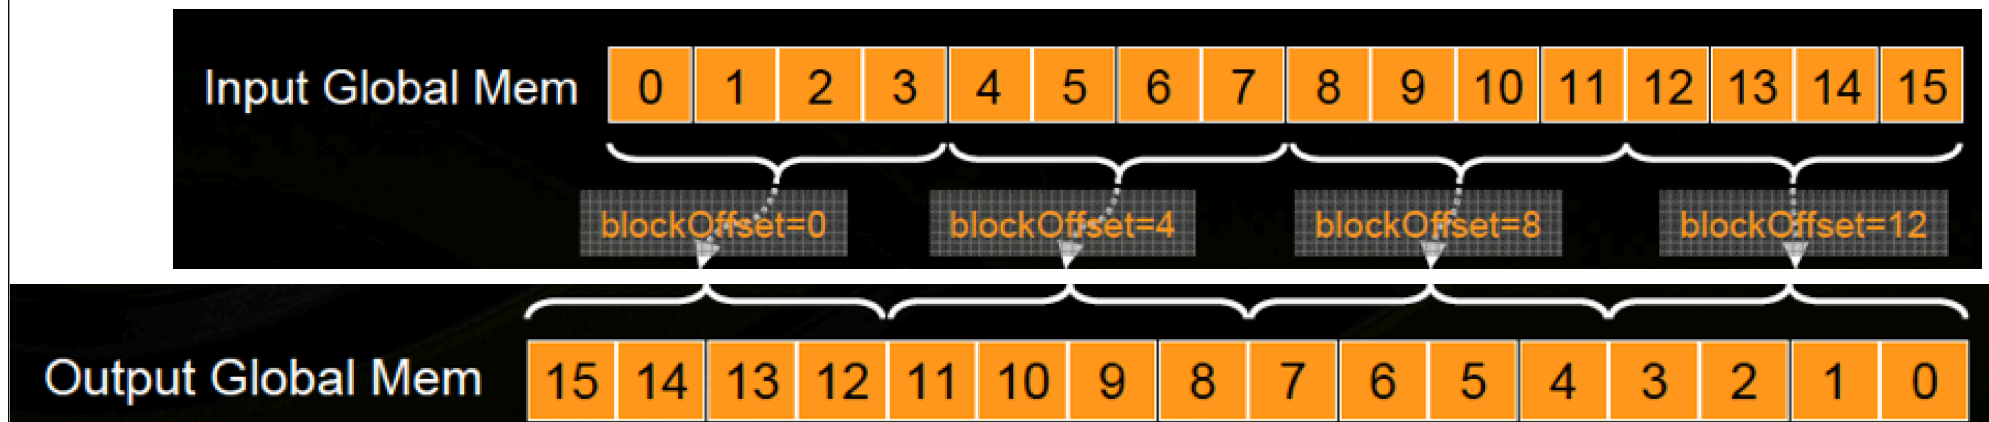 Input Global Mem 0 1 2 3 4 5 6 7 8 9 10 11 12 13 14 15
blockOffset=0 blockOffset=4 blockOffset=8 blockOffset=12
Output Global Mem 15 14 13 12 11 10 9 8 7 6 5 4 3 2 1 0